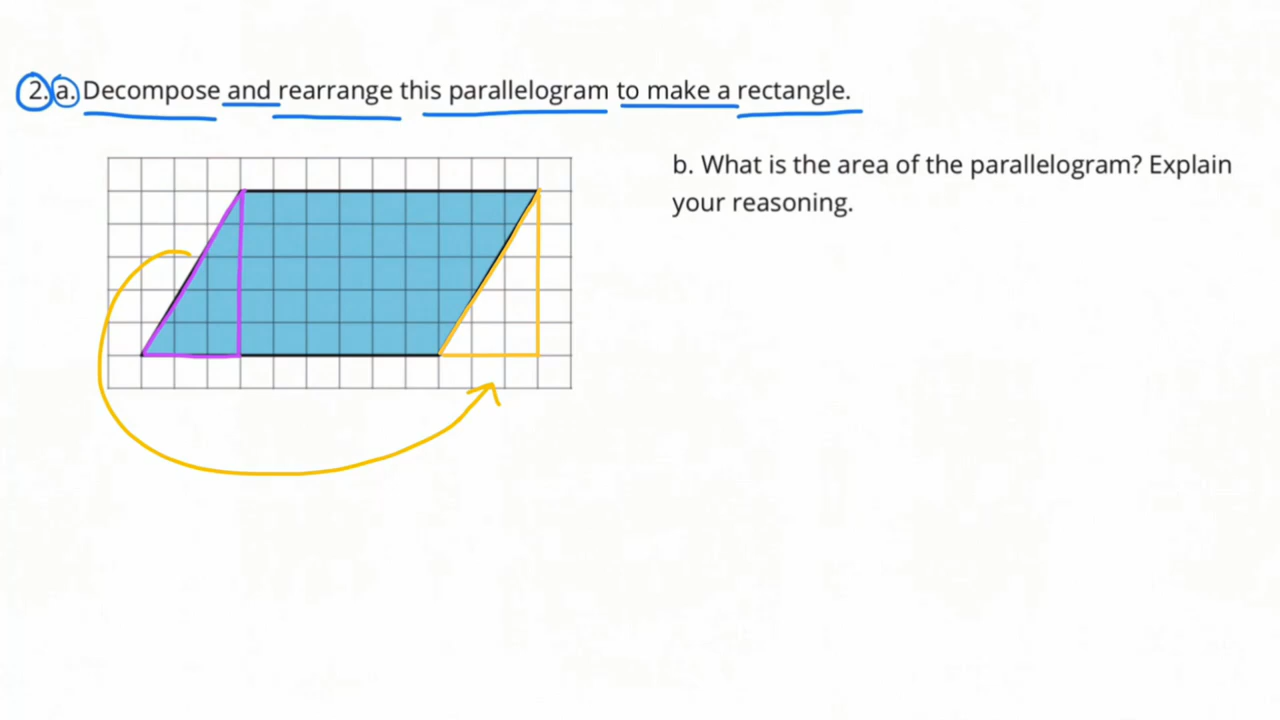 2. a. Decompose and rearrange this parallelogram to make a rectangle.
b. What is the area of the parallelogram? Explain
your reasoning.